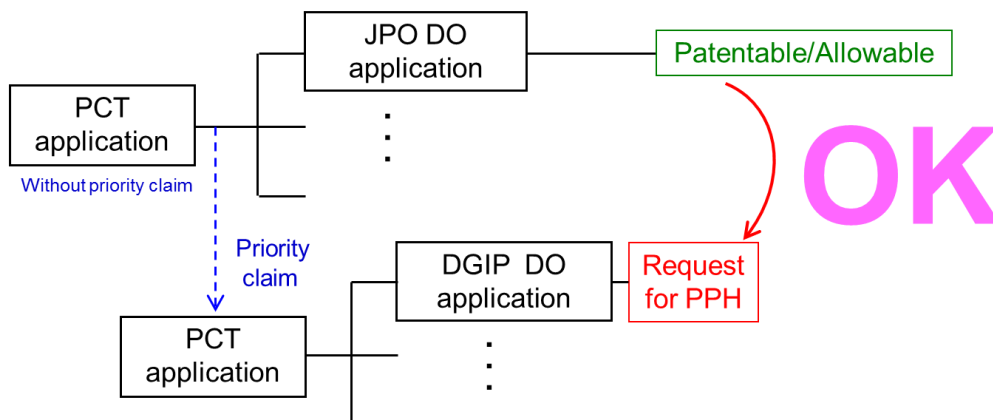 JPO DO
application
Patentable/Allowable
PCT
application
Without priority claim
OK
Priority
claim
DGIP DO
application
Request
for PPH
PCT
application